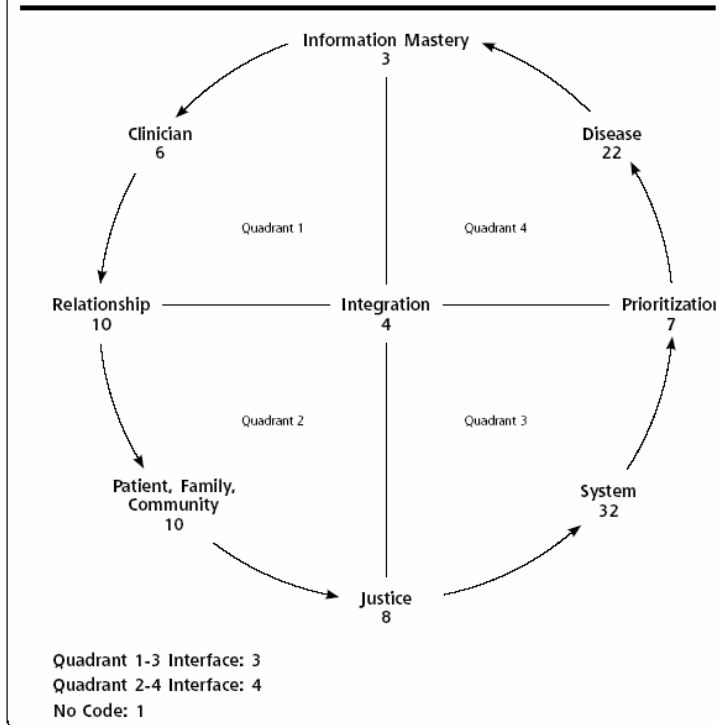 Information Mastery
3
Clinician
6
Disease
22
Quadrant 1
Quadrant 4
Relationship
10
Integration
4
Prioritization
7
Quadrant 2
Quadrant 3
Patient, Family,
Community
10
System
32
Justice
8
Quadrant 1-3 Interface: 3
Quadrant 2-4 Interface: 4
No Code: 1